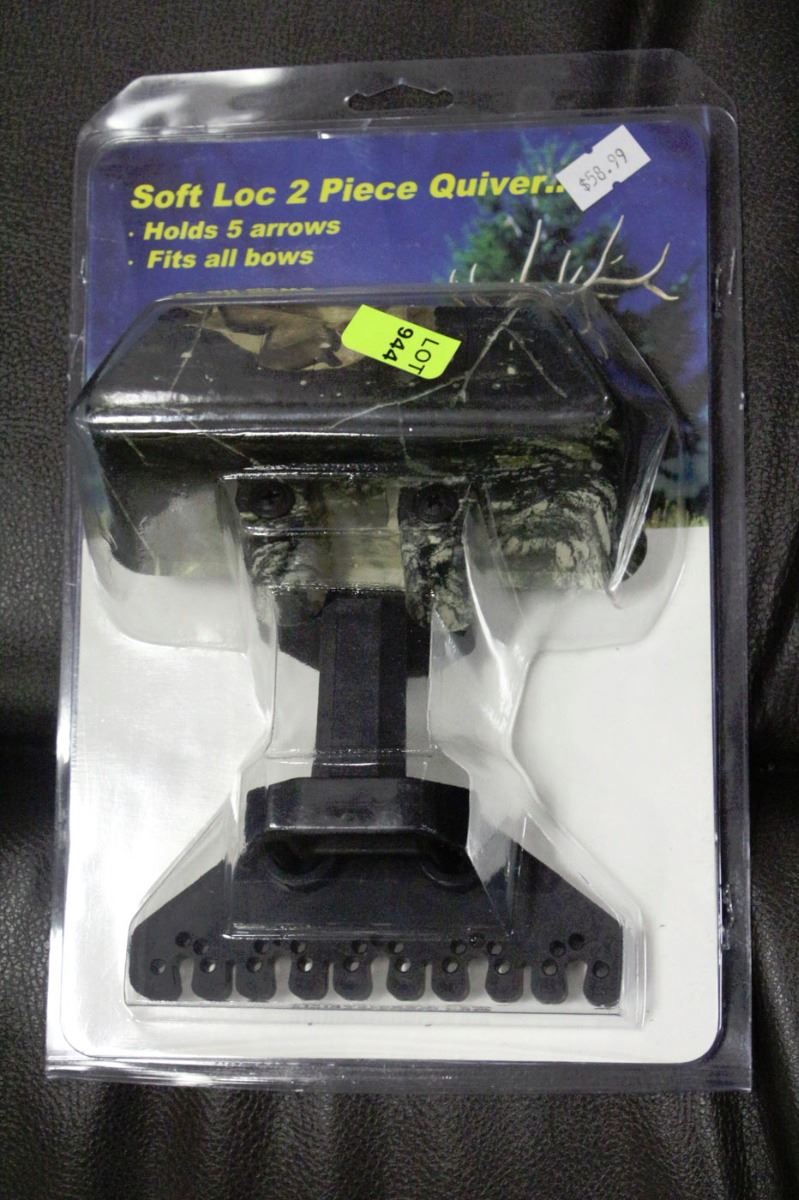 Soft Loc 2 Piece Quiver..
$58.99
· Holds 5 arrows
· Fits all bows
LOT
944